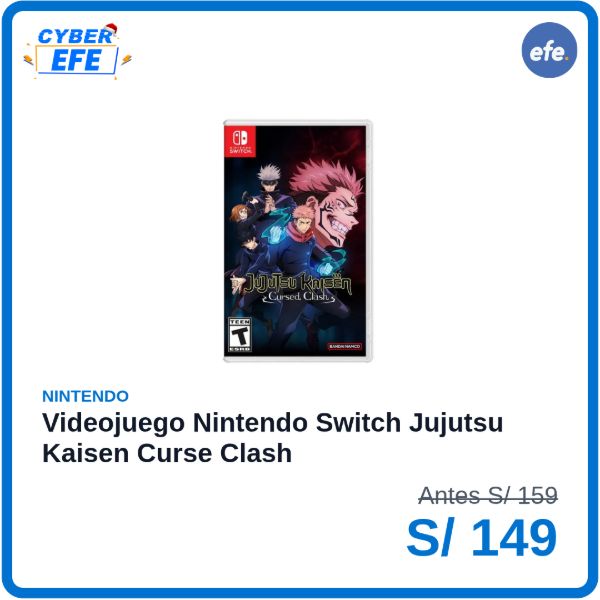 CYBER
EFE
efe.
NINTENDO
SWITCH
JUJUTSU KAISEN
Cursed Clash
TEEN
T
ESRB
BANDAI NAMCO
NINTENDO
Videojuego Nintendo Switch Jujutsu
Kaisen Curse Clash
Antes S/ 159
S/ 149